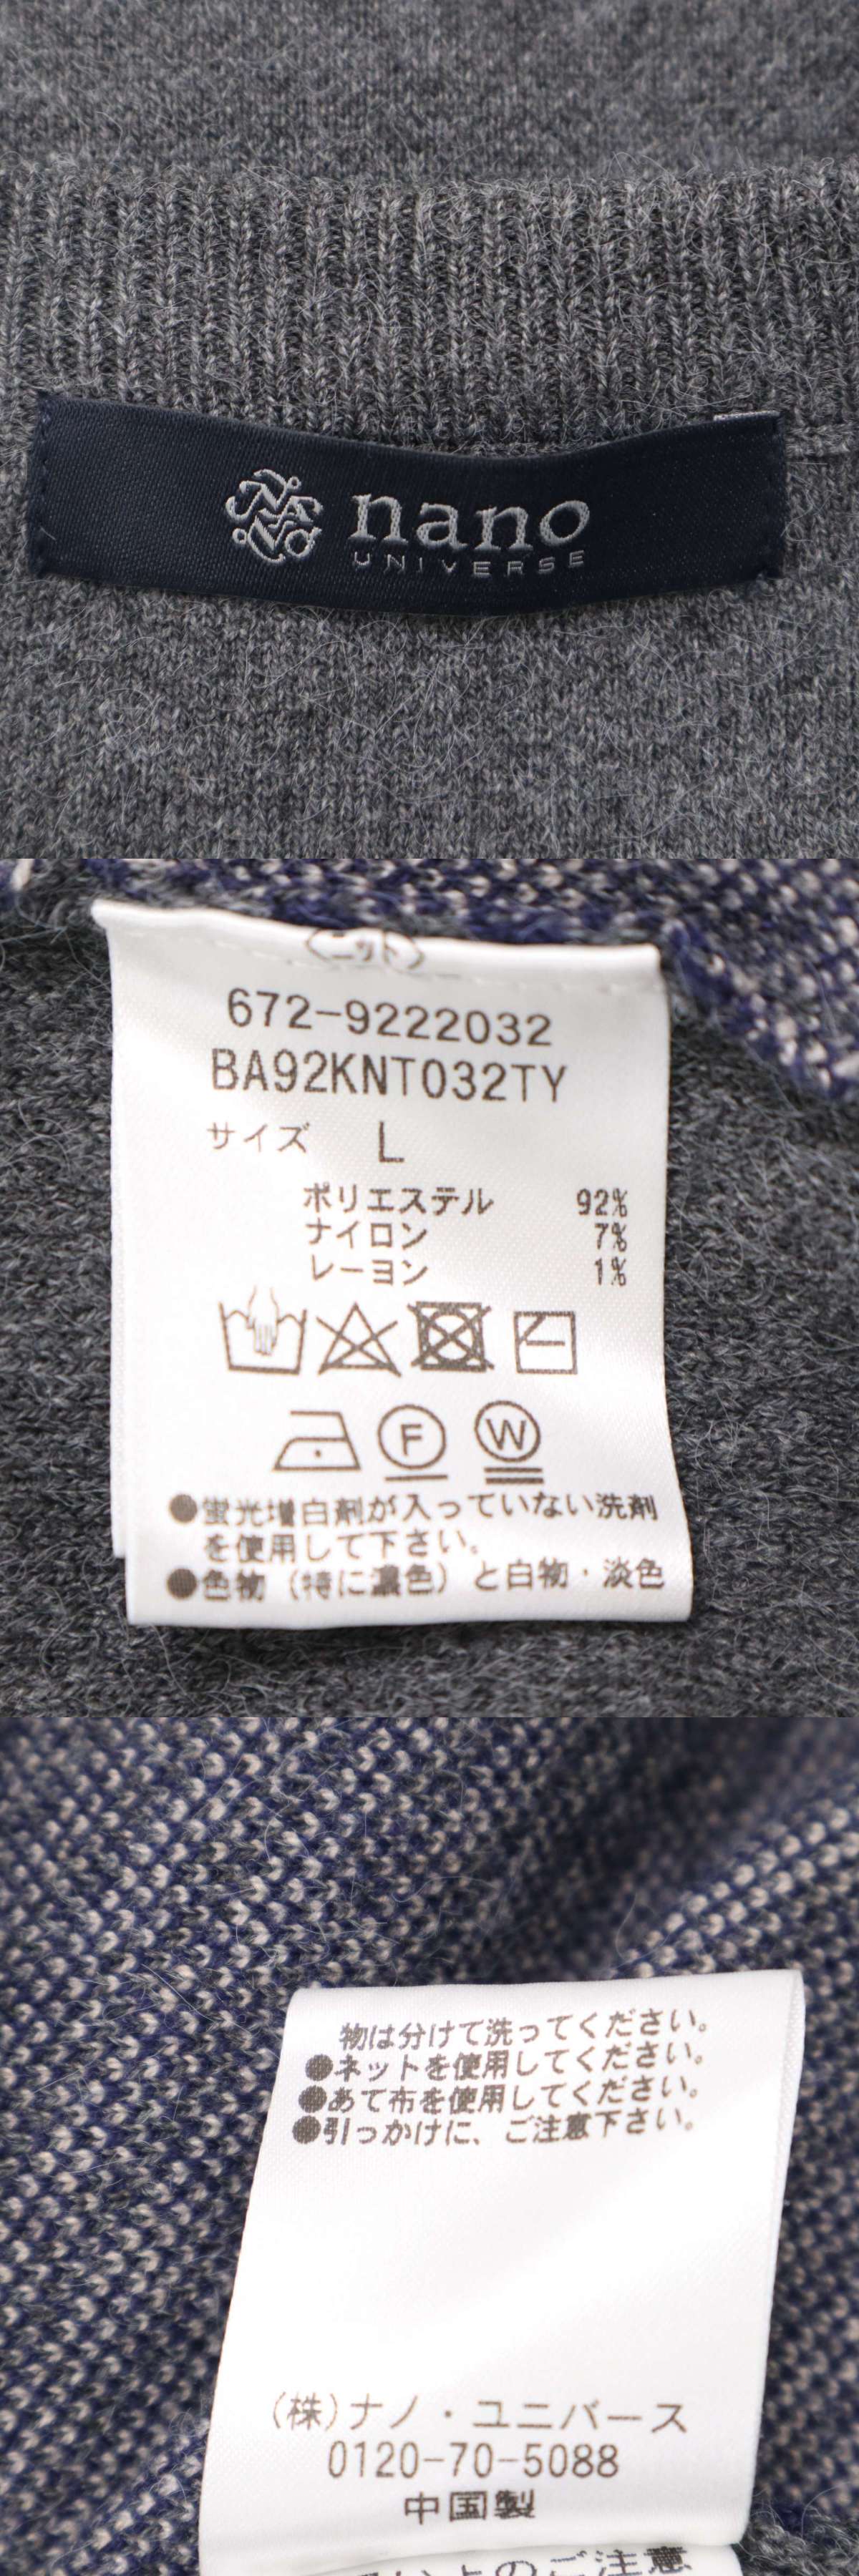 nano
UNIVERSE
〈ニット〉
672-9222032
BA92KNT032TY
サイズ L
ポリエステル 92%
ナイロン 7%
レーヨン 1%
F W
●蛍光増白剤が入っていない洗剤
を使用して下さい。
●色物（特に濃色）と白物・淡色
物は分けて洗ってください。
●ネットを使用してください。
●あて布を使用してください。
●引っかけに、ご注意下さい。
(株)ナノ・ユニバース
0120-70-5088
中国製
のご注意